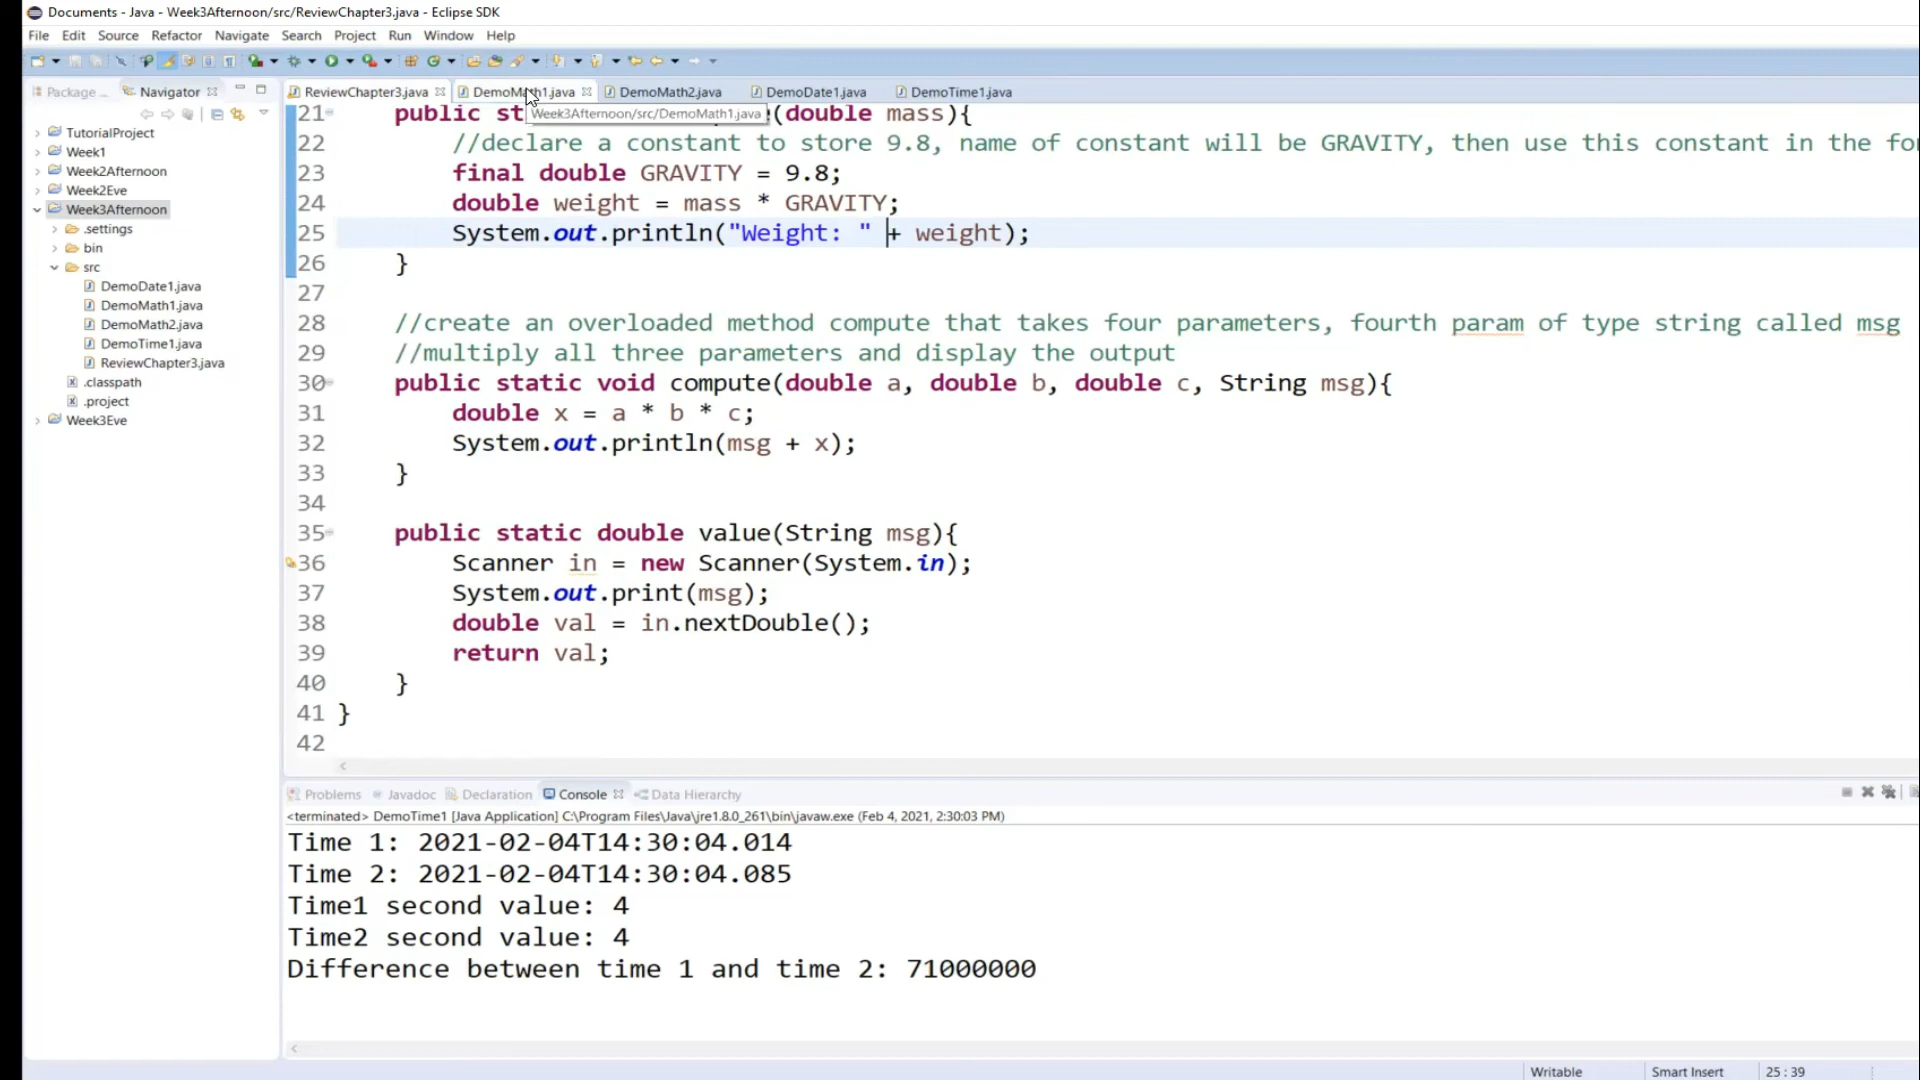 Documents - Java - Week3Afternoon/src/ReviewChapter3.java - Eclipse SDK
File Edit Source Refactor Navigate Search Project Run Window Help
Package ... Navigator
ReviewChapter3.java DemoMath1.java DemoMath2.java DemoDate1.java DemoTime1.java
Week3Afternoon/src/DemoMath1.java
TutorialProject
Week1
Week2Afternoon
Week2Eve
Week3Afternoon
.settings
bin
src
DemoDate1.java
DemoMath1.java
DemoMath2.java
DemoTime1.java
ReviewChapter3.java
.classpath
.project
Week3Eve
21 public st (double mass){
22 //declare a constant to store 9.8, name of constant will be GRAVITY, then use this constant in the fo
23 final double GRAVITY = 9.8;
24 double weight = mass * GRAVITY;
25 System.out.println("Weight: " + weight);
26 }
27
28 //create an overloaded method compute that takes four parameters, fourth param of type string called msg
29 //multiply all three parameters and display the output
30 public static void compute(double a, double b, double c, String msg){
31 double x = a * b * c;
32 System.out.println(msg + x);
33 }
34
35 public static double value(String msg){
36 Scanner in = new Scanner(System.in);
37 System.out.print(msg);
38 double val = in.nextDouble();
39 return val;
40 }
41 }
42
Problems Javadoc Declaration Console Data Hierarchy
<terminated> DemoTime1 [Java Application] C:\Program Files\Java\jre1.8.0_261\bin\javaw.exe (Feb 4, 2021, 2:30:03 PM)
Time 1: 2021-02-04T14:30:04.014
Time 2: 2021-02-04T14:30:04.085
Time1 second value: 4
Time2 second value: 4
Difference between time 1 and time 2: 71000000
Writable Smart Insert 25 : 39